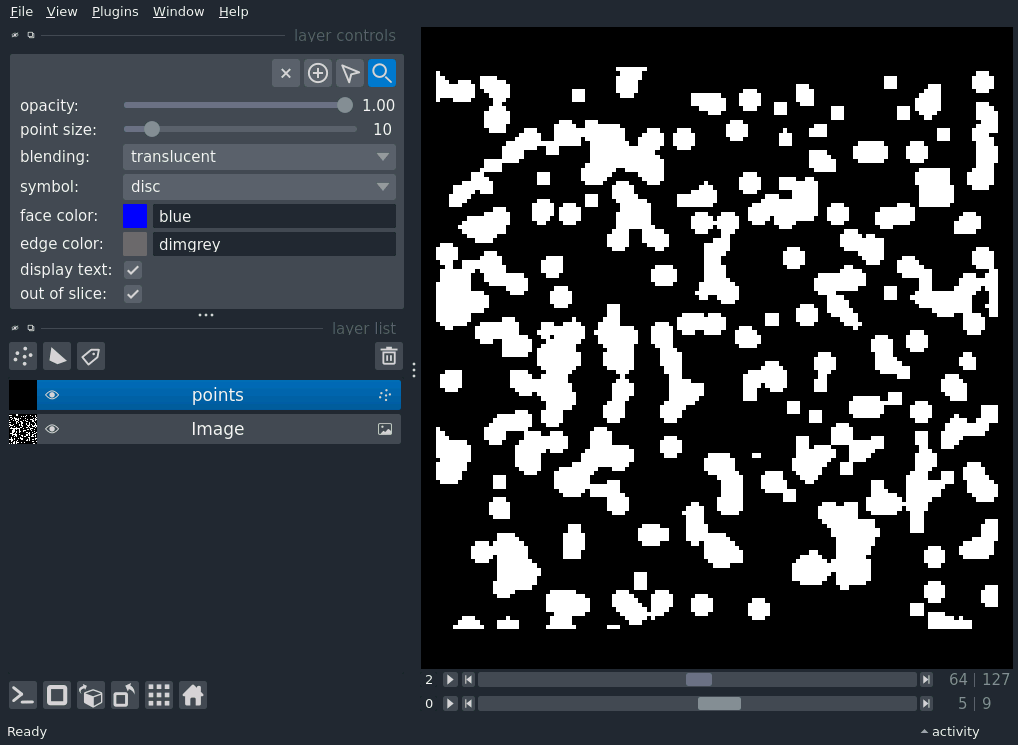 File View Plugins Window Help
layer controls
opacity: 1.00
point size: 10
blending: translucent
symbol: disc
face color: blue
edge color: dimgrey
display text:
out of slice:
layer list
points
Image
2 64 | 127
0 5 | 9
Ready activity